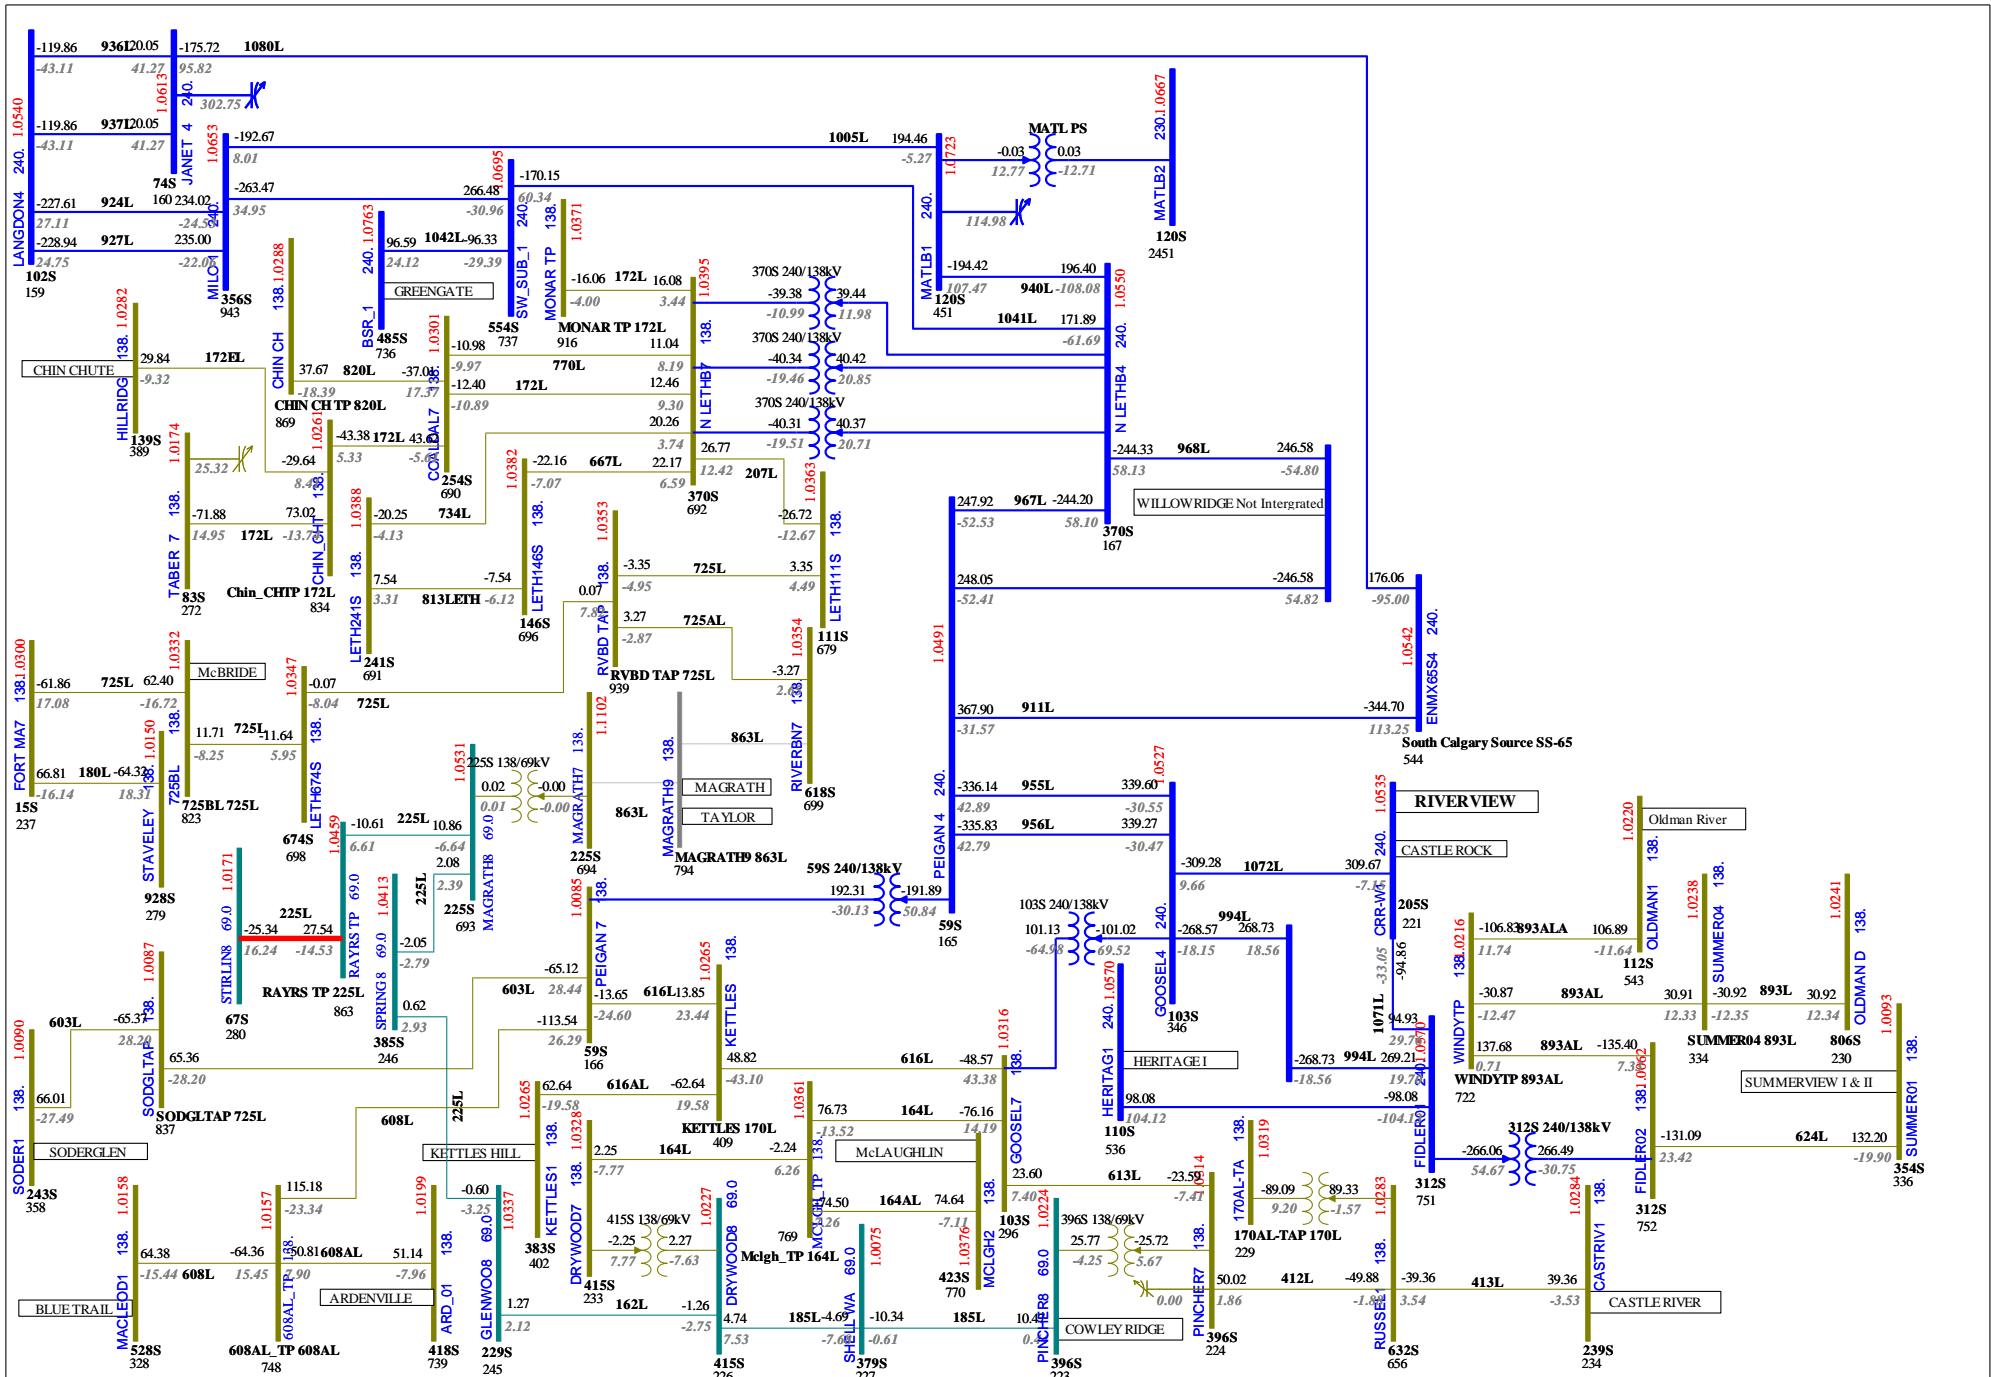 -119.86 936L 20.05 -175.72 1080L
-43.11 41.27 95.82
302.75
-119.86 937L 20.05
-43.11 41.27
LANGDON4 240. 1.0540
102S
159
JANET 4 240. 1.0613
74S
160
-227.61 924L 234.02
27.11
-228.94 927L 235.00
24.75 -22.06
MILO 1 240. 1.0653
356S
943
-192.67 1005L 194.46
8.01 -5.27
-263.47 266.48
34.95 -30.96
-170.15
60.34
SW_SUB_1 240. 1.0695
554S
737
BSR_1 240. 1.0763
485S
736
96.59 1042L -96.33
24.12 -29.39
GREENGATE
MATL PS
-0.03 0.03
12.77 -12.71
114.98
MATLB1 240. 1.0723
120S
451
MATLB2 230. 1.0667
120S
2451
-194.42 196.40
107.47 940L -108.08
1041L 171.89
-61.69
MONAR TP 138. 1.0371
-16.06 172L 16.08
-4.00 3.44
MONAR TP 172L
916
N LETHB7 138. 1.0395
370S
692
370S 240/138kV
-39.38 39.44
-10.99 11.98
370S 240/138kV
-40.34 40.42
-19.46 20.85
370S 240/138kV
-40.31 40.37
-19.51 20.71
N LETHB4 240. 1.0550
370S
167
-244.33 968L 246.58
58.13 -54.80
WILLOWRIDGE Not Intergrated
-246.58
54.82
247.92 967L -244.20
-52.53 58.10
248.05
-52.41
HILLRIDG 138. 1.0282
139S
389
CHIN CHUTE
29.84 172EL
-9.32
CHIN CH 138. 1.0288
37.67 820L
-18.39 17.37
CHIN CH TP 820L
869
COALDAL7 138. 1.0301
254S
690
-10.98 11.04
-9.97 770L 8.19
-12.40 172L 12.46
-10.89 9.30
20.26
3.74
26.77
12.42 207L
TABER 7 138. 1.0174
83S
272
25.32
-71.88 73.02
14.95 172L
-29.64
-43.38 172L
5.33
CHIN_CHT 138. 1.0261
Chin_CHTP 172L
834
LETH241S 138. 1.0388
241S
691
-20.25 734L
-4.13
7.54 -7.54
3.31 813LETH -6.12
-22.16 667L 22.17
-7.07 6.59
LETH146S 138. 1.0382
146S
696
LETH111S 138. 1.0363
111S
679
-26.72
-12.67
RVBD TAP 138. 1.0353
RVBD TAP 725L
939
-3.35 725L 3.35
-4.95 4.49
0.07
3.27 725AL
-2.87
-3.27
RIVERBN7 138. 1.0354
618S
699
PEIGAN 4 240. 1.0491
59S
165
176.06
-95.00
ENMX65S4 240. 1.0542
367.90 911L -344.70
-31.57 113.25
South Calgary Source SS-65
544
FORT MA7 138. 1.0300
15S
237
-61.86 725L 62.40
17.08 -16.72
McBRIDE
725BL 138. 1.0332
725BL 725L
823
11.71 725L -11.64
-8.25 5.95
-0.07
-8.04 725L
LETH674S 138. 1.0347
674S
698
66.81 180L -64.32
-16.14 18.31
STAVELEY 138. 1.0150
928S
279
MAGRATH7 138. 1.1102
225S
694
MAGRATH9 138.
863L
MAGRATH
TAYLOR
863L
MAGRATH9 863L
794
225S 138/69kV
0.02 -0.00
0.01 -0.00
MAGRATH8 69.0 1.0531
225S
693
-10.61 225L 10.86
6.61 -6.64
2.08
2.39
225L
RAYRS TP 69.0 1.0459
RAYRS TP 225L
863
STIRLIN8 69.0 1.0171
67S
280
225L
-25.34 27.54
16.24 -14.53
SPRING 8 69.0 1.0413
385S
246
-2.05
-2.79
0.62
2.93
225L
59S 240/138kV
192.31 -191.89
-30.13 50.84
PEIGAN 7 138. 1.0085
59S
166
-336.14 955L 339.60
42.89 -30.55
-335.83 956L 339.27
42.79 -30.47
GOOSEL4 240. 1.0527
103S
346
-309.28 1072L 309.67
9.66
RIVERVIEW
CASTLE ROCK
CRR-W1 240. 1.0535
205S
221
-94.86
-33.05
1071L
94.93
103S 240/138kV
101.13 -101.02
-64.98 69.52
-268.57 994L 268.73
-18.15 18.56
-268.73 994L 269.21
-18.56
HERITAG1 240. 1.0570
110S
536
HERITAGE I
98.08 -98.08
104.12
FIDLER01 240. 1.0570
312S
751
312S 240/138kV
-266.06 266.49
54.67 -30.75
FIDLER02 138. 1.0062
312S
752
-131.09 624L 132.20
23.42 -19.90
SUMMER01 138. 1.0093
354S
336
SUMMERVIEW I & II
WINDYTP 138. 1.0216
WINDYTP 893AL
722
-106.83 893ALA 106.89
11.74 -11.64
Oldman River
OLDMAN1 138. 1.0220
112S
543
-30.87 893AL 30.91
-12.47 12.33
SUMMER04 138. 1.0238
SUMMER04 893L
334
-30.92 893L 30.92
-12.35 12.34
OLDMAN D 138. 1.0241
806S
230
137.68 893AL -135.40
0.71
SODER1 138. 1.0090
243S
358
SODERGLEN
66.01
-27.49
603L -65.37
28.20
SODGLTAP 138. 1.0087
SODGLTAP 725L
837
65.36
-28.20
-65.12
603L 28.44
-13.65 616L 13.85
-24.60 23.44
-113.54
26.29
KETTLES 138. 1.0265
KETTLES 170L
409
48.82 616L -48.57
-43.10 43.38
62.64 616AL -62.64
-19.58 19.58
KETTLES1 138. 1.0265
383S
402
KETTLES HILL
GOOSEL7 138. 1.0316
103S
296
76.73 164L -76.16
-13.52 14.19
McLAUGHLIN
2.25 164L -2.24
-7.77 6.26
DRYWOOD7 138. 1.0328
415S
233
MCLGH_TP 138. 1.0361
769
Mclgh_TP 164L
-74.50 164AL 74.64
-7.11
MCLGH2 138. 1.0376
423S
770
415S 138/69kV
-2.25 2.27
7.77 -7.63
DRYWOOD8 69.0 1.0227
415S
226
23.60 613L -23.59
7.40 -7.41
396S 138/69kV
25.77 -25.72
-4.25 5.67
PINCHER8 69.0 1.0224
396S
223
COWLEY RIDGE
PINCHER7 138. 1.0314
396S
224
0.00
50.02 412L -49.88
1.86
170AL-TA 138. 1.0319
170AL-TAP 170L
229
-89.09 89.33
9.20 -1.57
RUSSEL1 138. 1.0283
632S
656
-39.36 413L 39.36
3.54 -3.53
CASTRIV1 138. 1.0284
239S
234
CASTLE RIVER
MACLEOD1 138. 1.0158
528S
328
BLUE TRAIL
64.38 -64.36
-15.44 608L 15.45
608AL_TP 138. 1.0157
608AL_TP 608AL
748
115.18
-23.34
608L
-50.81 608AL 51.14
7.90 -7.96
ARDENVILLE
ARD_01 138. 1.0199
418S
739
-0.60
-3.25
GLENWOO8 69.0 1.0337
229S
245
1.27 162L -1.26
2.12 -2.75
4.74 185L -4.69
7.53
SHELL WA 69.0 1.0075
379S
227
-10.34 185L
-0.61